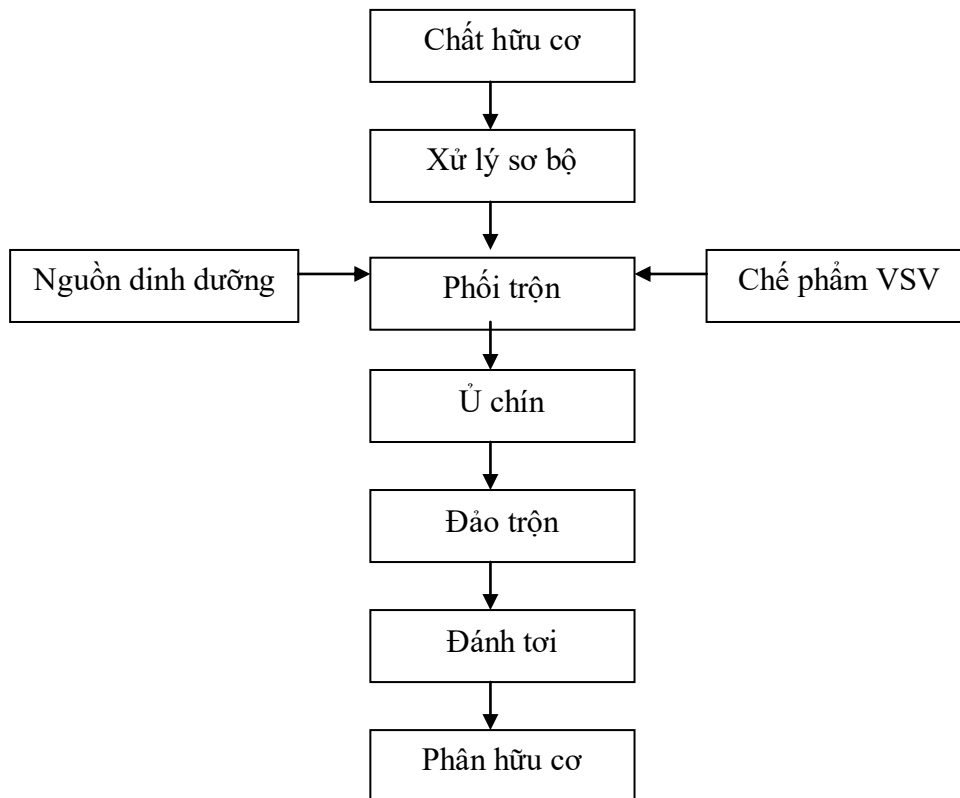 Chất hữu cơ
Xử lý sơ bộ
Nguồn dinh dưỡng
Phối trộn
Chế phẩm VSV
Ủ chín
Đảo trộn
Đánh tơi
Phân hữu cơ